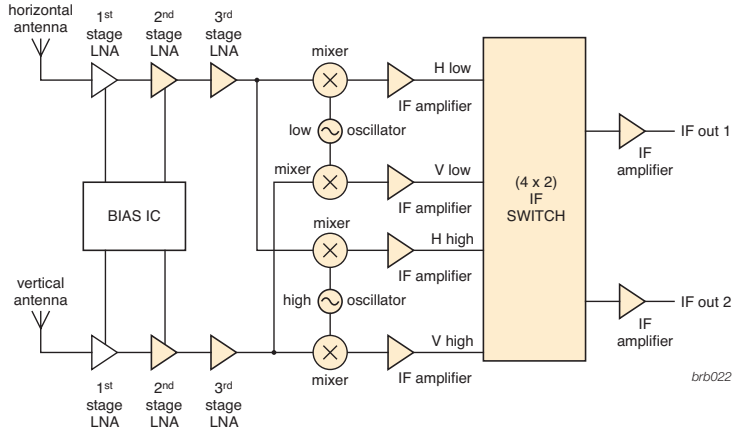 horizontal
antenna
1st
stage
LNA
2nd
stage
LNA
3rd
stage
LNA
mixer
H low
IF amplifier
low
oscillator
mixer
V low
IF amplifier
BIAS IC
mixer
H high
IF amplifier
high
oscillator
vertical
antenna
V high
mixer
IF amplifier
1st
stage
LNA
2nd
stage
LNA
3rd
stage
LNA
(4 x 2)
IF
SWITCH
IF out 1
IF
amplifier
IF out 2
IF
amplifier
brb022